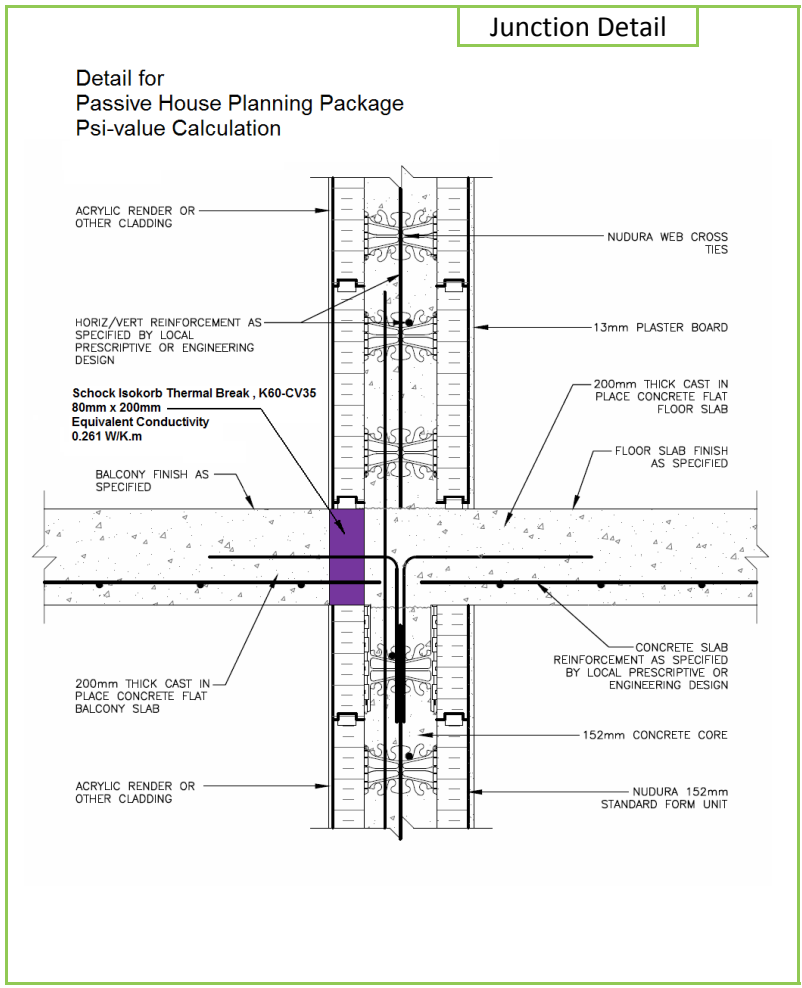 Junction Detail
Detail for
Passive House Planning Package
Psi-value Calculation
ACRYLIC RENDER OR
OTHER CLADDING
NUDURA WEB CROSS
TIES
HORIZ/VERT REINFORCEMENT AS
SPECIFIED BY LOCAL
PRESCRIPTIVE OR ENGINEERING
DESIGN
13mm PLASTER BOARD
Schock Isokorb Thermal Break , K60-CV35
80mm x 200mm
Equivalent Conductivity
0.261 W/K.m
200mm THICK CAST IN
PLACE CONCRETE FLAT
FLOOR SLAB
BALCONY FINISH AS
SPECIFIED
FLOOR SLAB FINISH
AS SPECIFIED
200mm THICK CAST IN
PLACE CONCRETE FLAT
BALCONY SLAB
CONCRETE SLAB
REINFORCEMENT AS SPECIFIED
BY LOCAL PRESCRIPTIVE OR
ENGINEERING DESIGN
152mm CONCRETE CORE
ACRYLIC RENDER OR
OTHER CLADDING
NUDURA 152mm
STANDARD FORM UNIT